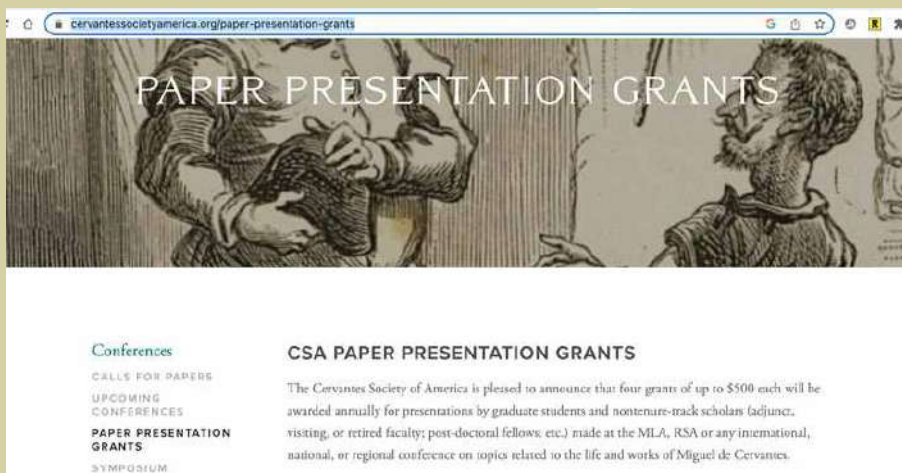 cervantessocietyamerica.org/paper-presentation-grants
PAPER PRESENTATION GRANTS
Conferences
CALLS FOR PAPERS
UPCOMING
CONFERENCES
PAPER PRESENTATION
GRANTS
SYMPOSIUM
CSA PAPER PRESENTATION GRANTS
The Cervantes Society of America is pleased to announce that four grants of up to $500 each will be
awarded annually for presentations by graduate students and nontenure-track scholars (adjunct,
visiting, or retired faculty; post-doctoral fellows, etc.) made at the MLA, RSA or any international,
national, or regional conference on topics related to the life and works of Miguel de Cervantes.